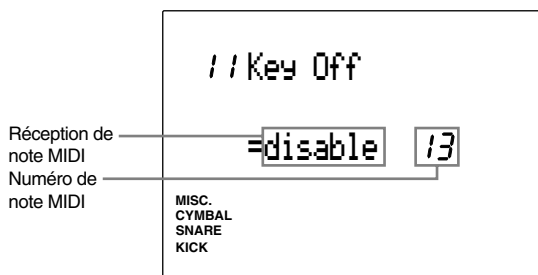 11 Key Off
Réception de
note MIDI
=disable 13
Numéro de
note MIDI
MISC.
CYMBAL
SNARE
KICK